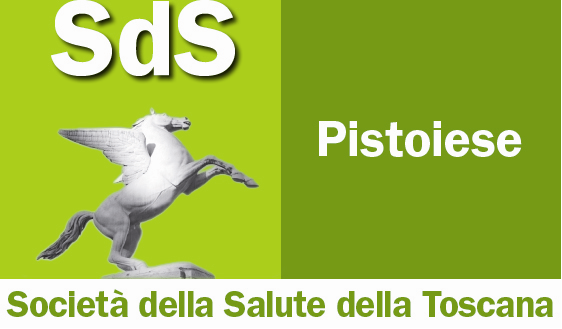 SdS
Pistoiese
Società della Salute della Toscana